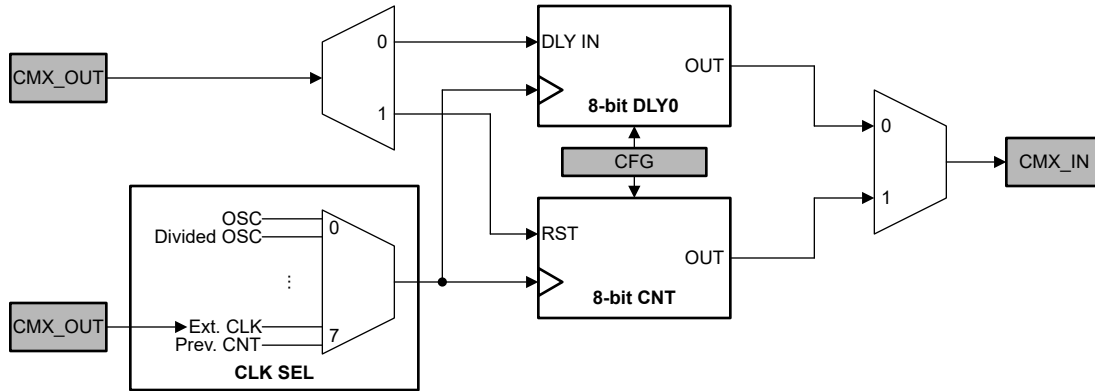 CMX_OUT
0
1
DLY IN
OUT
8-bit DLY0
CFG
RST
OUT
8-bit CNT
0
1
CMX_IN
OSC
Divided OSC
0
⋮
CMX_OUT
Ext. CLK
Prev. CNT
7
CLK SEL